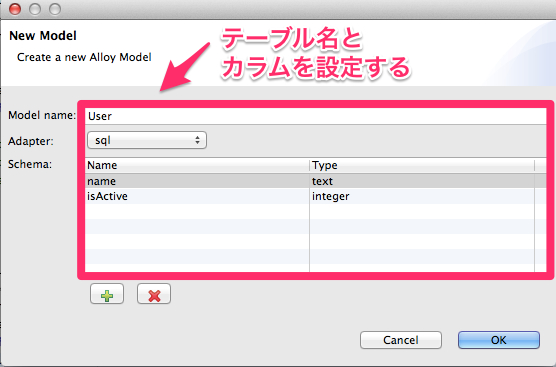 New Model
Create a new Alloy Model
テーブル名と
カラムを設定する
Model name: User
Adapter: sql
Schema: Name Type
name text
isActive integer
Cancel OK